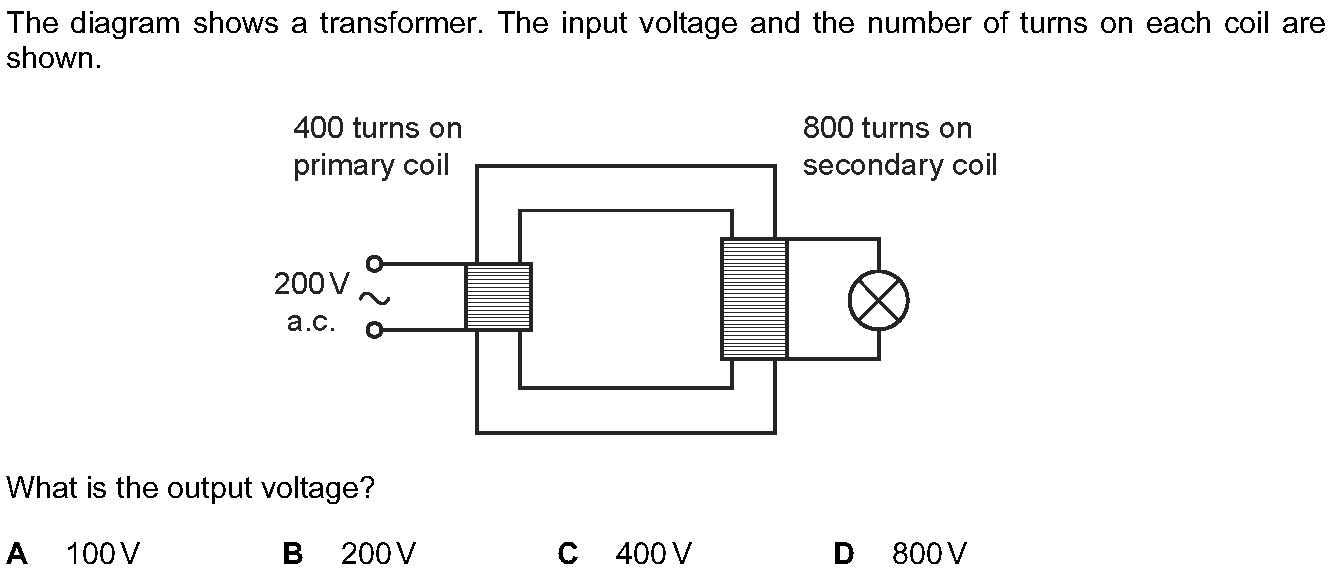 The diagram shows a transformer. The input voltage and the number of turns on each coil are
shown.
400 turns on
primary coil
800 turns on
secondary coil
200 V
a.c.
What is the output voltage?
A 100 V B 200 V C 400 V D 800 V